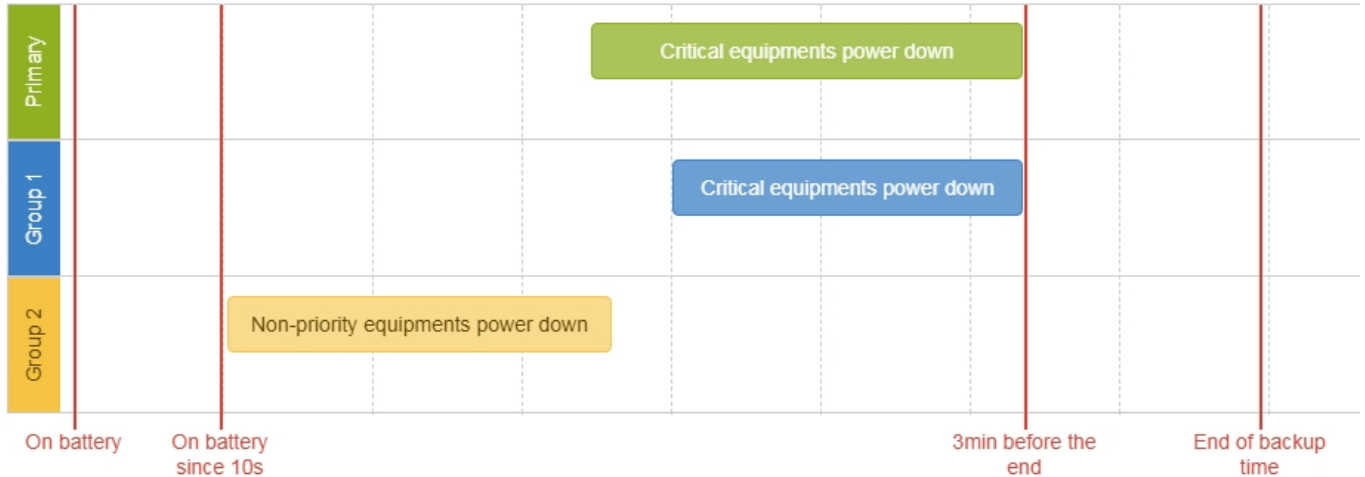 Primary
Critical equipments power down
Group 1
Critical equipments power down
Group 2
Non-priority equipments power down
On battery
On battery
since 10s
3min before the
end
End of backup
time